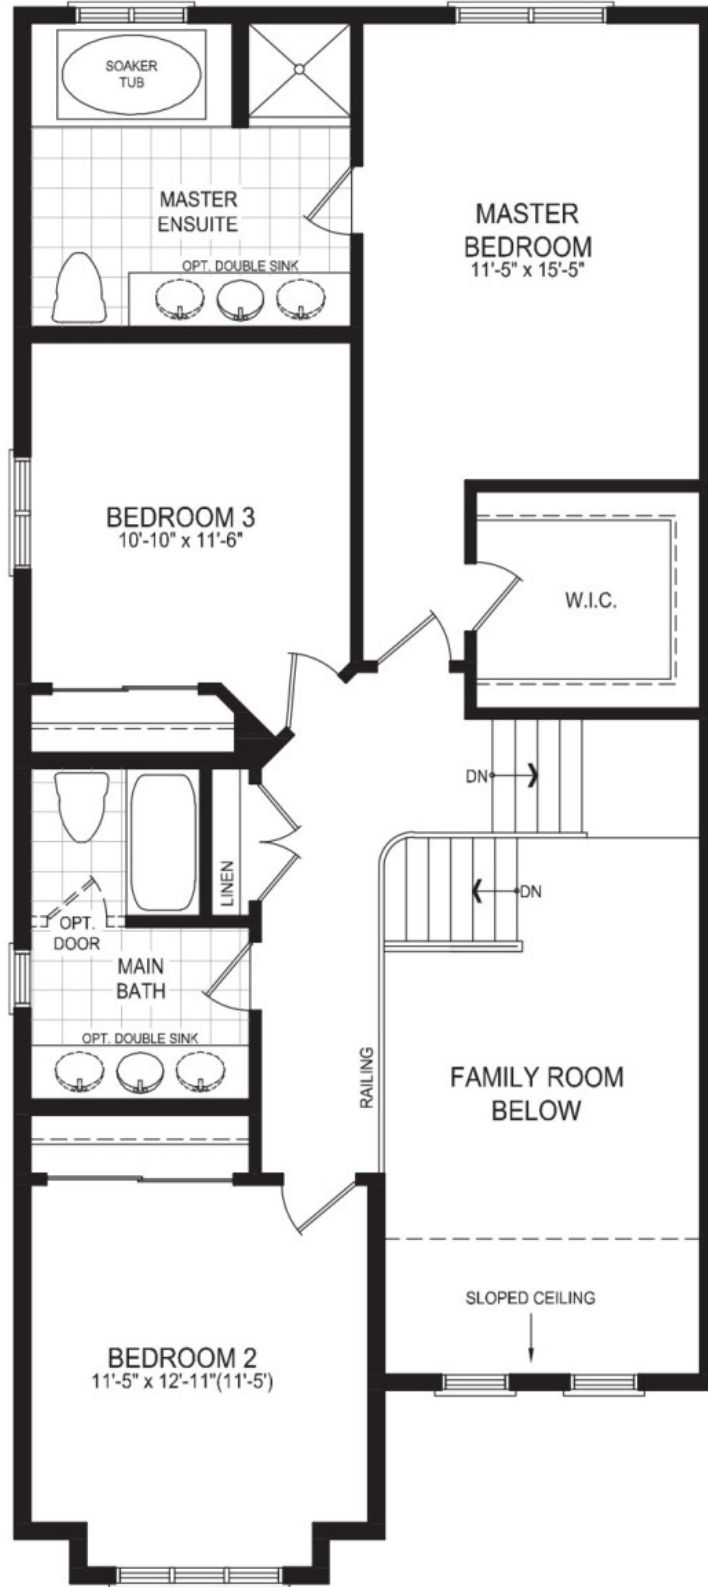 SOAKER
TUB
MASTER
ENSUITE
OPT. DOUBLE SINK
MASTER
BEDROOM
11'-5" x 15'-5"
BEDROOM 3
10'-10" x 11'-6"
W.I.C.
DN
DN
LINEN
OPT.
DOOR
MAIN
BATH
OPT. DOUBLE SINK
RAILING
FAMILY ROOM
BELOW
SLOPED CEILING
BEDROOM 2
11'-5" x 12'-11"(11'-5')